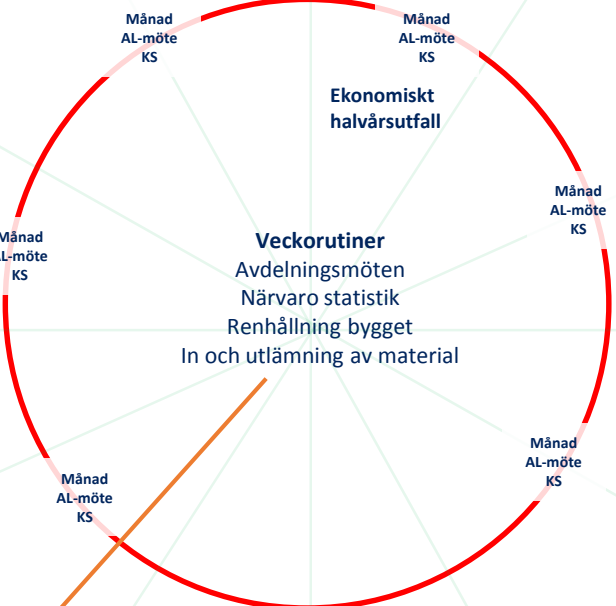 Månad
AL-möte
KS
Månad
AL-möte
KS
Ekonomiskt
halvårsutfall
Månad
AL-möte
KS
Månad
AL-möte
KS
Veckorutiner
Avdelningsmöten
Närvaro statistik
Renhållning bygget
In och utlämning av material
Månad
AL-möte
KS
Månad
AL-möte
KS